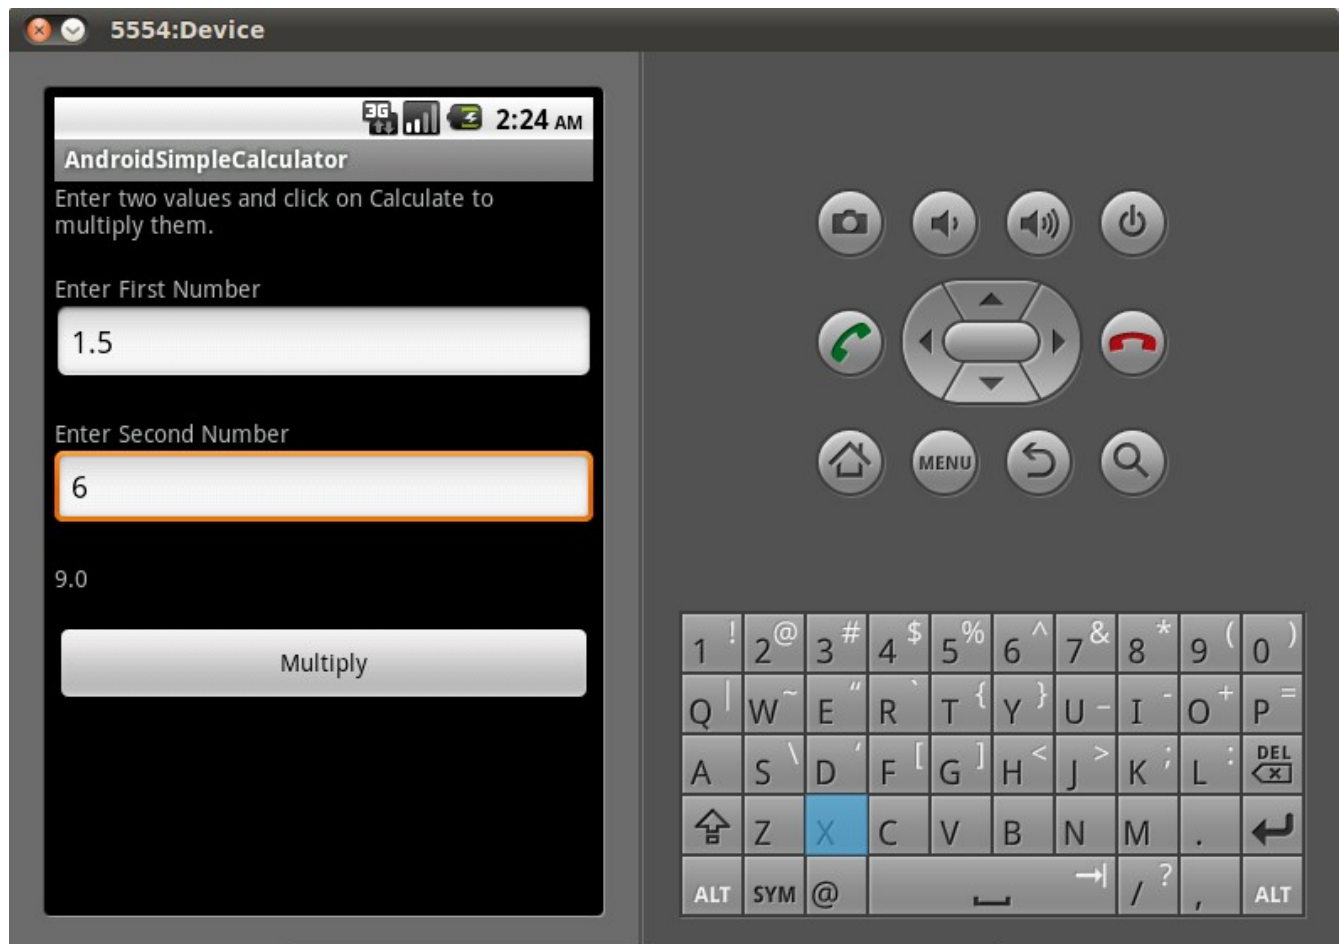 5554:Device
3G 2:24 AM
AndroidSimpleCalculator
Enter two values and click on Calculate to
multiply them.
Enter First Number
1.5
Enter Second Number
6
9.0
Multiply
MENU
1 ! 2 @ 3 # 4 $ 5 % 6 ^ 7 & 8 * 9 ( 0 )
Q | W ~ E " R ` T { Y } U _ I - O + P =
A S \ D ' F [ G ] H < J > K ; L : DEL
Z X C V B N M .
ALT SYM @ / ? , ALT